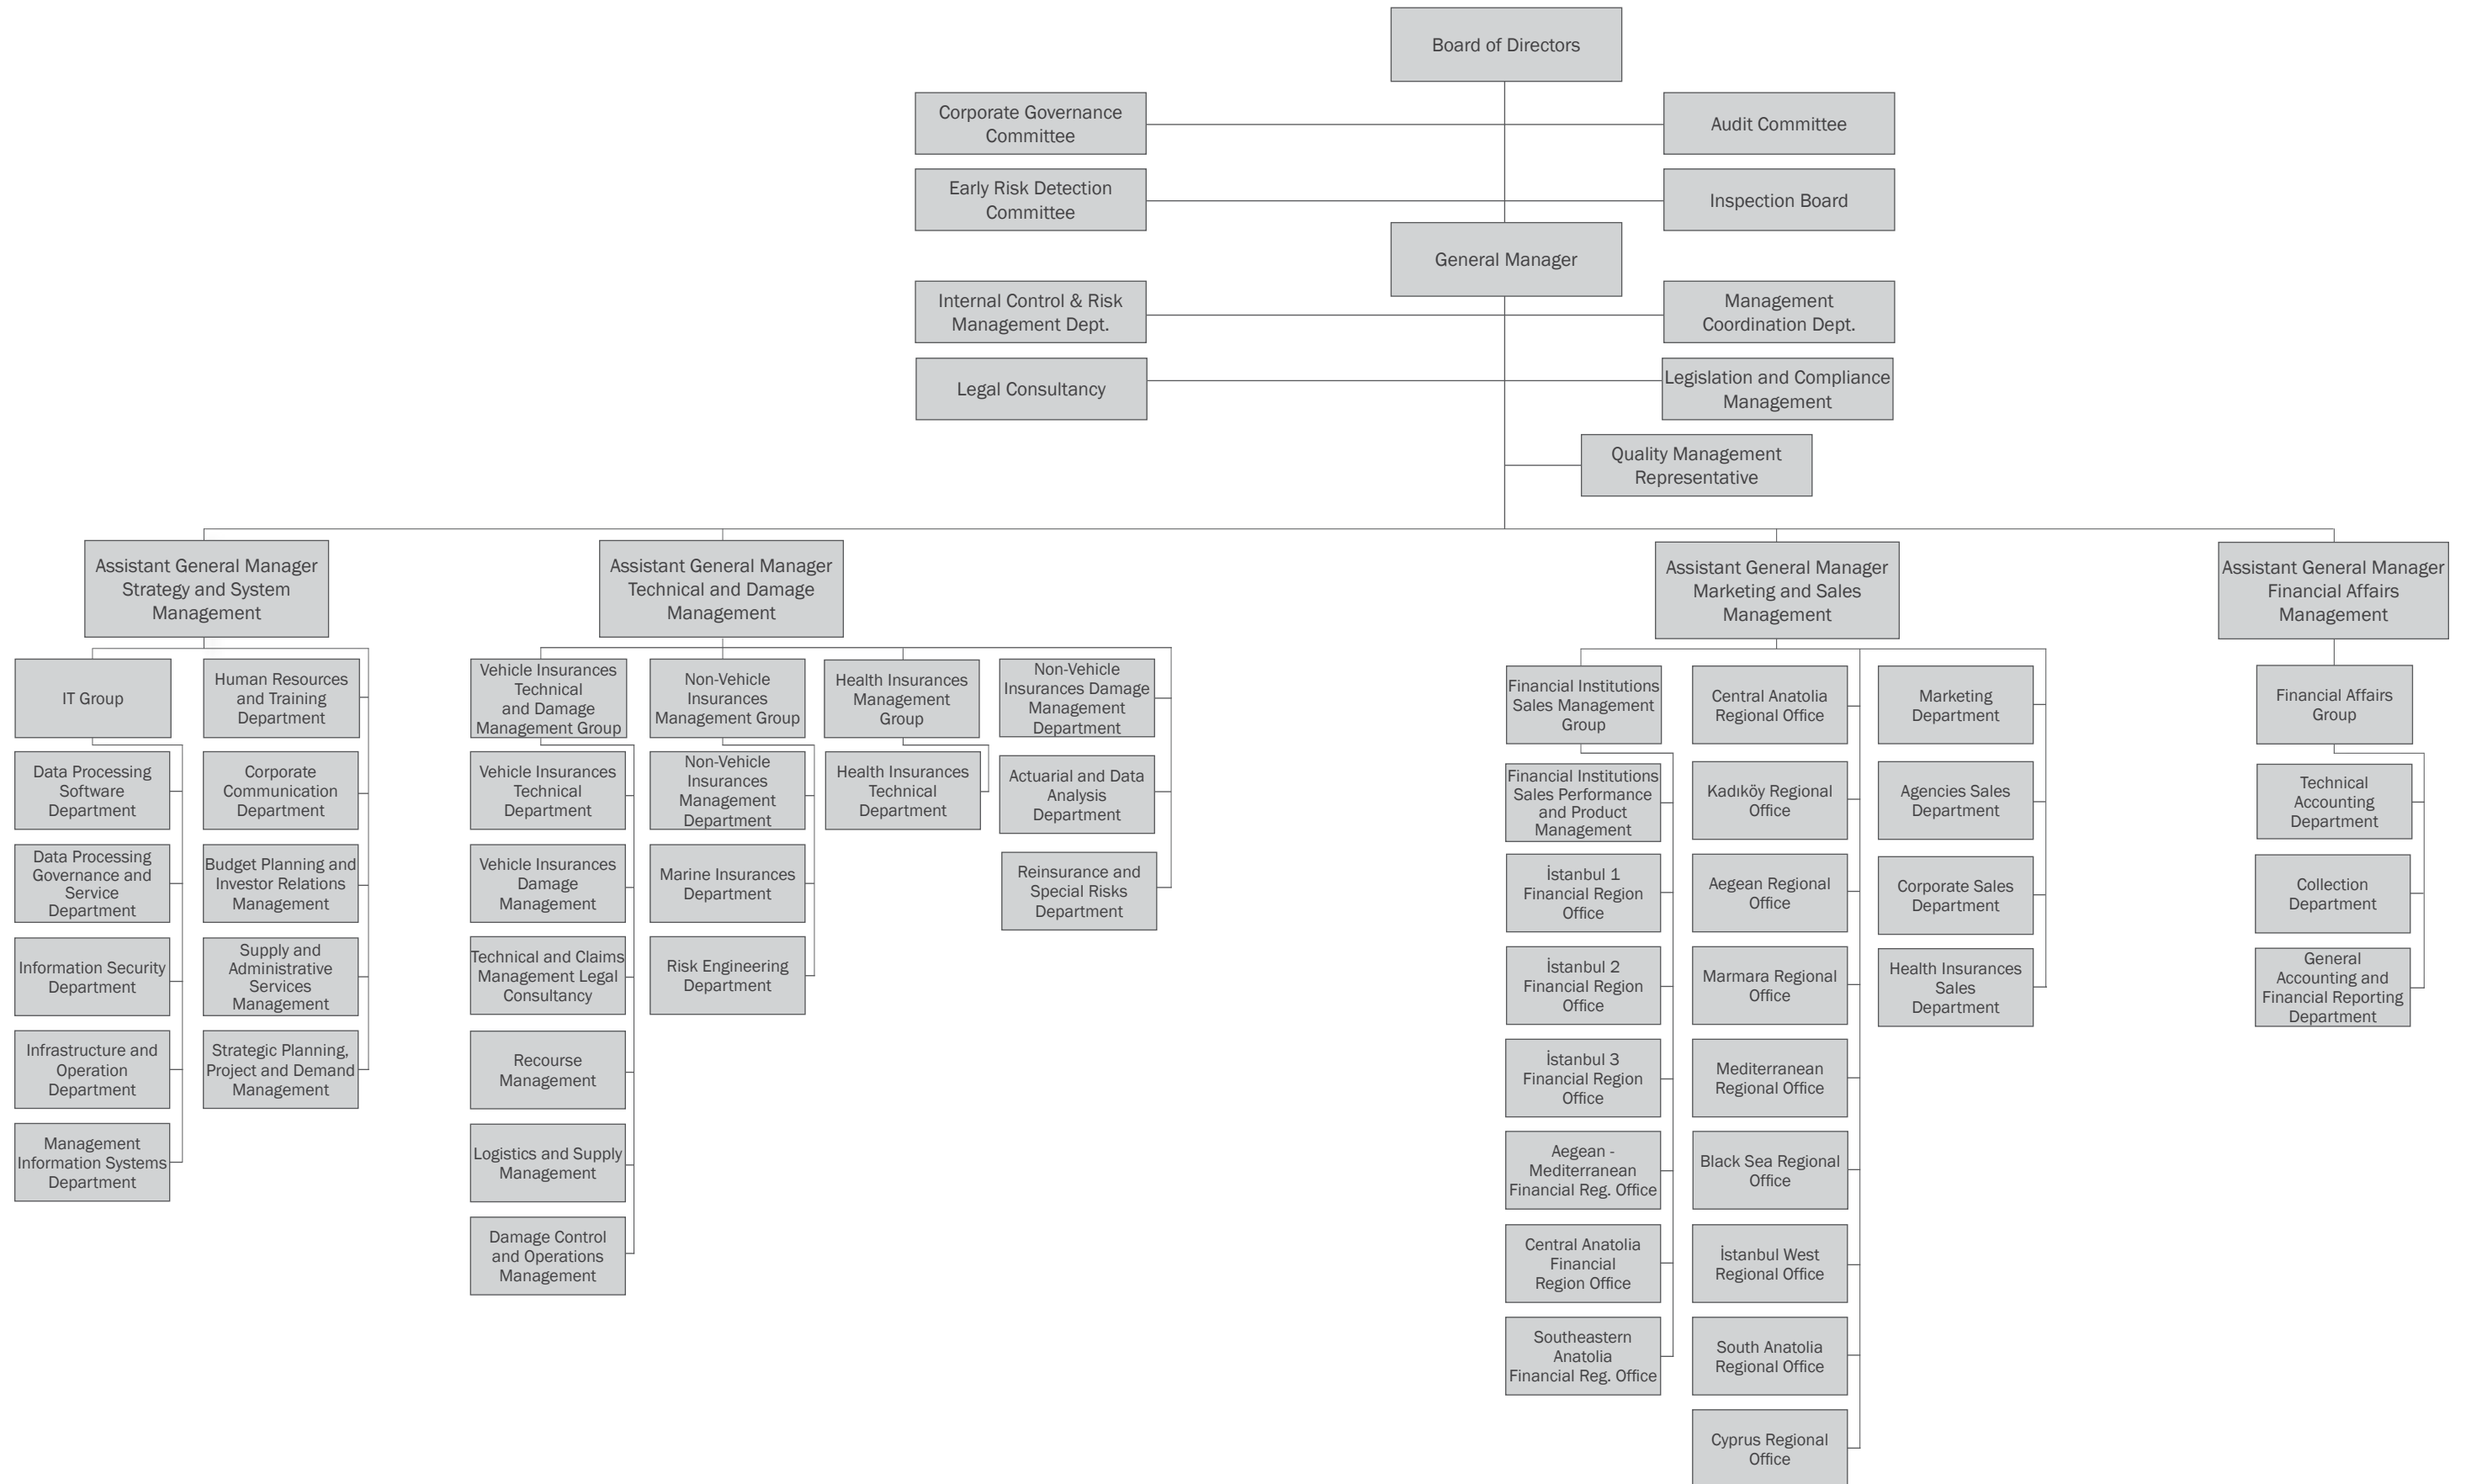 Board of Directors
Corporate Governance
Committee
Audit Committee
Early Risk Detection
Committee
Inspection Board
General Manager
Internal Control & Risk
Management Dept.
Management
Coordination Dept.
Legal Consultancy
Legislation and Compliance
Management
Quality Management
Representative
Assistant General Manager
Strategy and System
Management
Assistant General Manager
Technical and Damage
Management
Assistant General Manager
Marketing and Sales
Management
Assistant General Manager
Financial Affairs
Management
IT Group
Data Processing
Software
Department
Data Processing
Governance and
Service
Department
Information Security
Department
Infrastructure and
Operation
Department
Management
Information Systems
Department
Human Resources
and Training
Department
Corporate
Communication
Department
Budget Planning and
Investor Relations
Management
Supply and
Administrative
Services
Management
Strategic Planning,
Project and Demand
Management
Vehicle Insurances
Technical
and Damage
Management Group
Vehicle Insurances
Technical
Department
Vehicle Insurances
Damage
Management
Technical and Claims
Management Legal
Consultancy
Recourse
Management
Logistics and Supply
Management
Damage Control
and Operations
Management
Non-Vehicle
Insurances
Management Group
Non-Vehicle
Insurances
Management
Department
Marine Insurances
Department
Risk Engineering
Department
Health Insurances
Management
Group
Health Insurances
Technical
Department
Non-Vehicle
Insurances Damage
Management
Department
Actuarial and Data
Analysis
Department
Reinsurance and
Special Risks
Department
Financial Institutions
Sales Management
Group
Financial Institutions
Sales Performance
and Product
Management
İstanbul 1
Financial Region
Office
İstanbul 2
Financial Region
Office
İstanbul 3
Financial Region
Office
Aegean -
Mediterranean
Financial Reg. Office
Central Anatolia
Financial
Region Office
Southeastern
Anatolia
Financial Reg. Office
Central Anatolia
Regional Office
Kadıköy Regional
Office
Aegean Regional
Office
Marmara Regional
Office
Mediterranean
Regional Office
Black Sea Regional
Office
İstanbul West
Regional Office
South Anatolia
Regional Office
Cyprus Regional
Office
Marketing
Department
Agencies Sales
Department
Corporate Sales
Department
Health Insurances
Sales
Department
Financial Affairs
Group
Technical
Accounting
Department
Collection
Department
General
Accounting and
Financial Reporting
Department